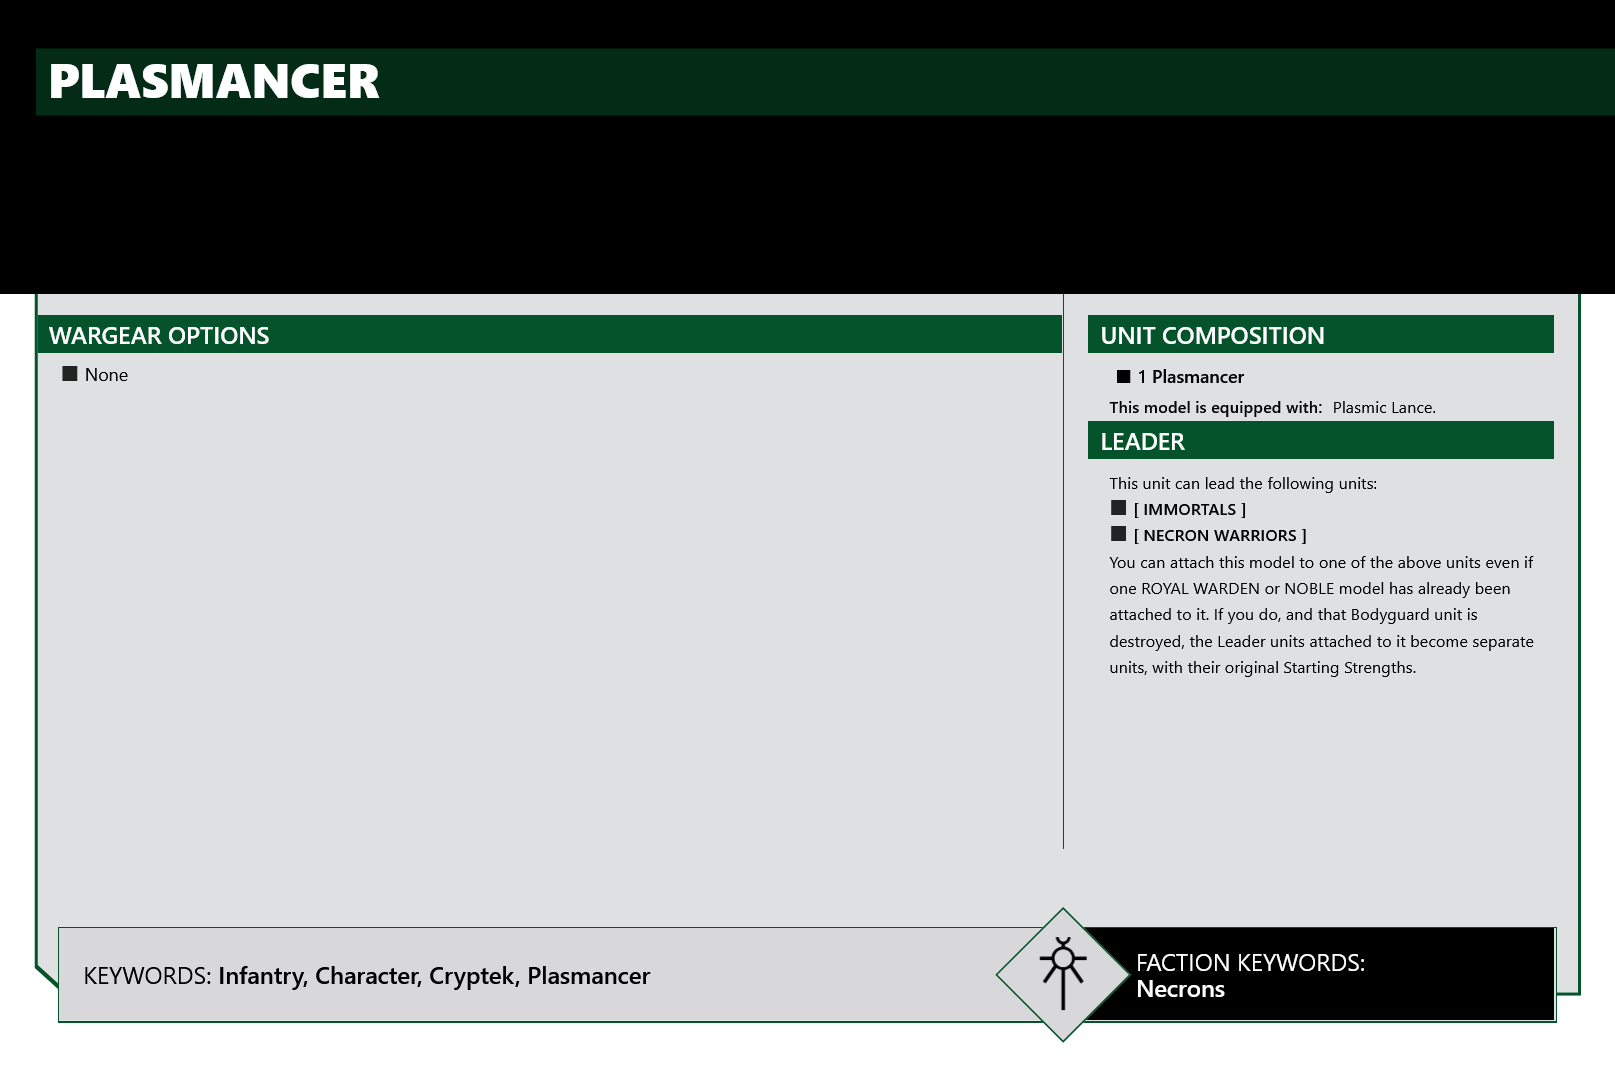 PLASMANCER
WARGEAR OPTIONS
■ None
UNIT COMPOSITION
■ 1 Plasmancer
This model is equipped with: Plasmic Lance.
LEADER
This unit can lead the following units:
■ [ IMMORTALS ]
■ [ NECRON WARRIORS ]
You can attach this model to one of the above units even if
one ROYAL WARDEN or NOBLE model has already been
attached to it. If you do, and that Bodyguard unit is
destroyed, the Leader units attached to it become separate
units, with their original Starting Strengths.
KEYWORDS: Infantry, Character, Cryptek, Plasmancer
FACTION KEYWORDS:
Necrons